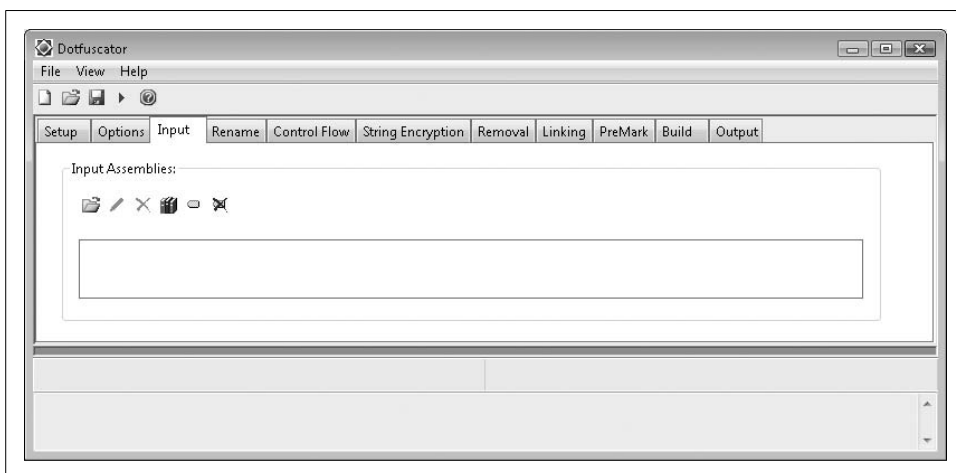 Dotfuscator
File View Help
Setup Options Input Rename Control Flow String Encryption Removal Linking PreMark Build Output
Input Assemblies: